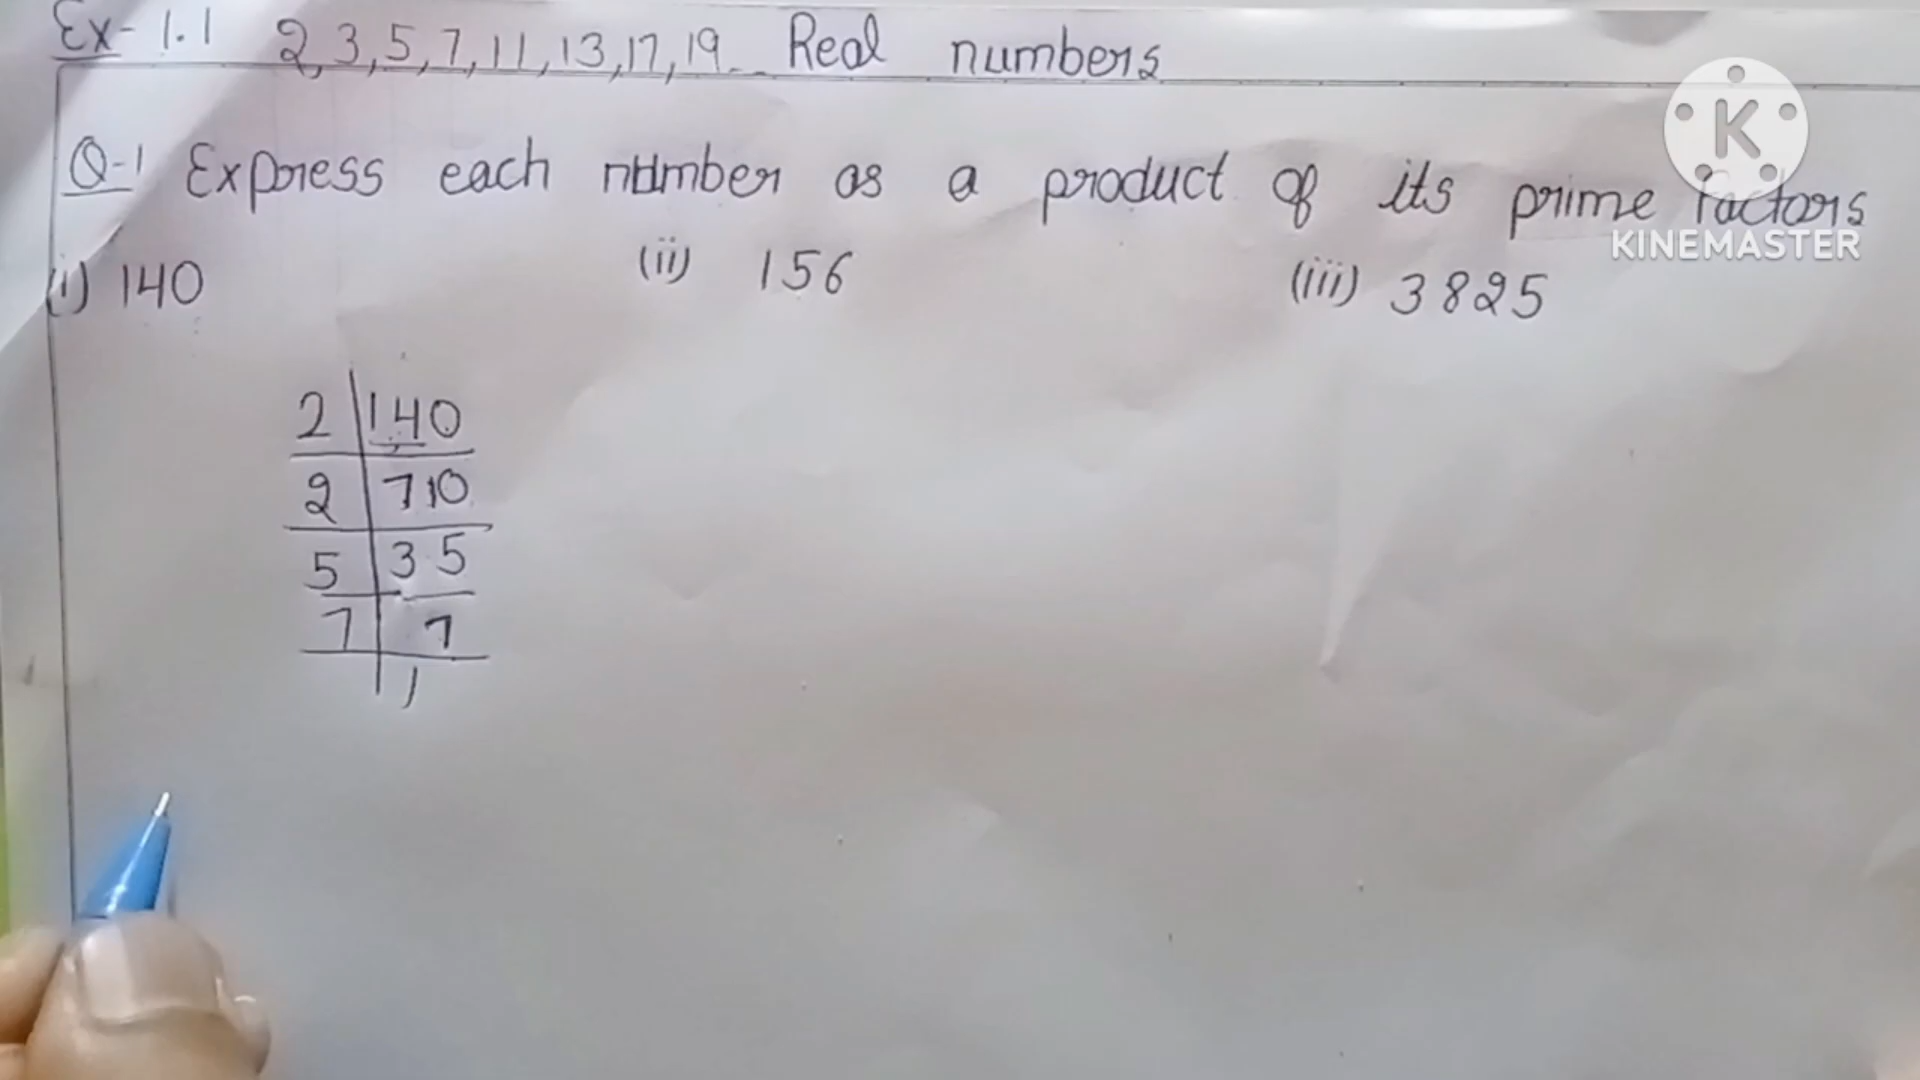 Ex-1.1 2,3,5,7,11,13,17,19.. Real numbers
Q-1 Express each number as a product of its prime factors
KINEMASTER
(i) 140 (ii) 156 (iii) 3825
2 140
2 710
5 35
7 7
1